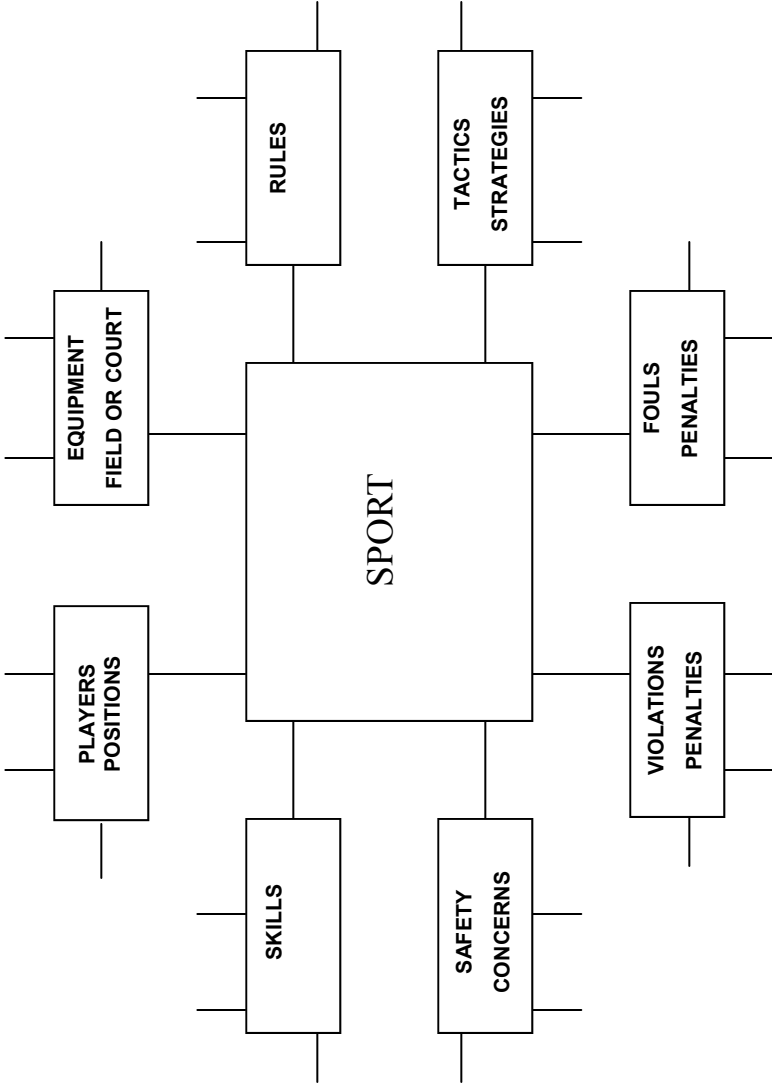 PLAYERS
POSITIONS
EQUIPMENT
FIELD OR COURT
SKILLS
RULES
SPORT
SAFETY
CONCERNS
TACTICS
STRATEGIES
VIOLATIONS
PENALTIES
FOULS
PENALTIES